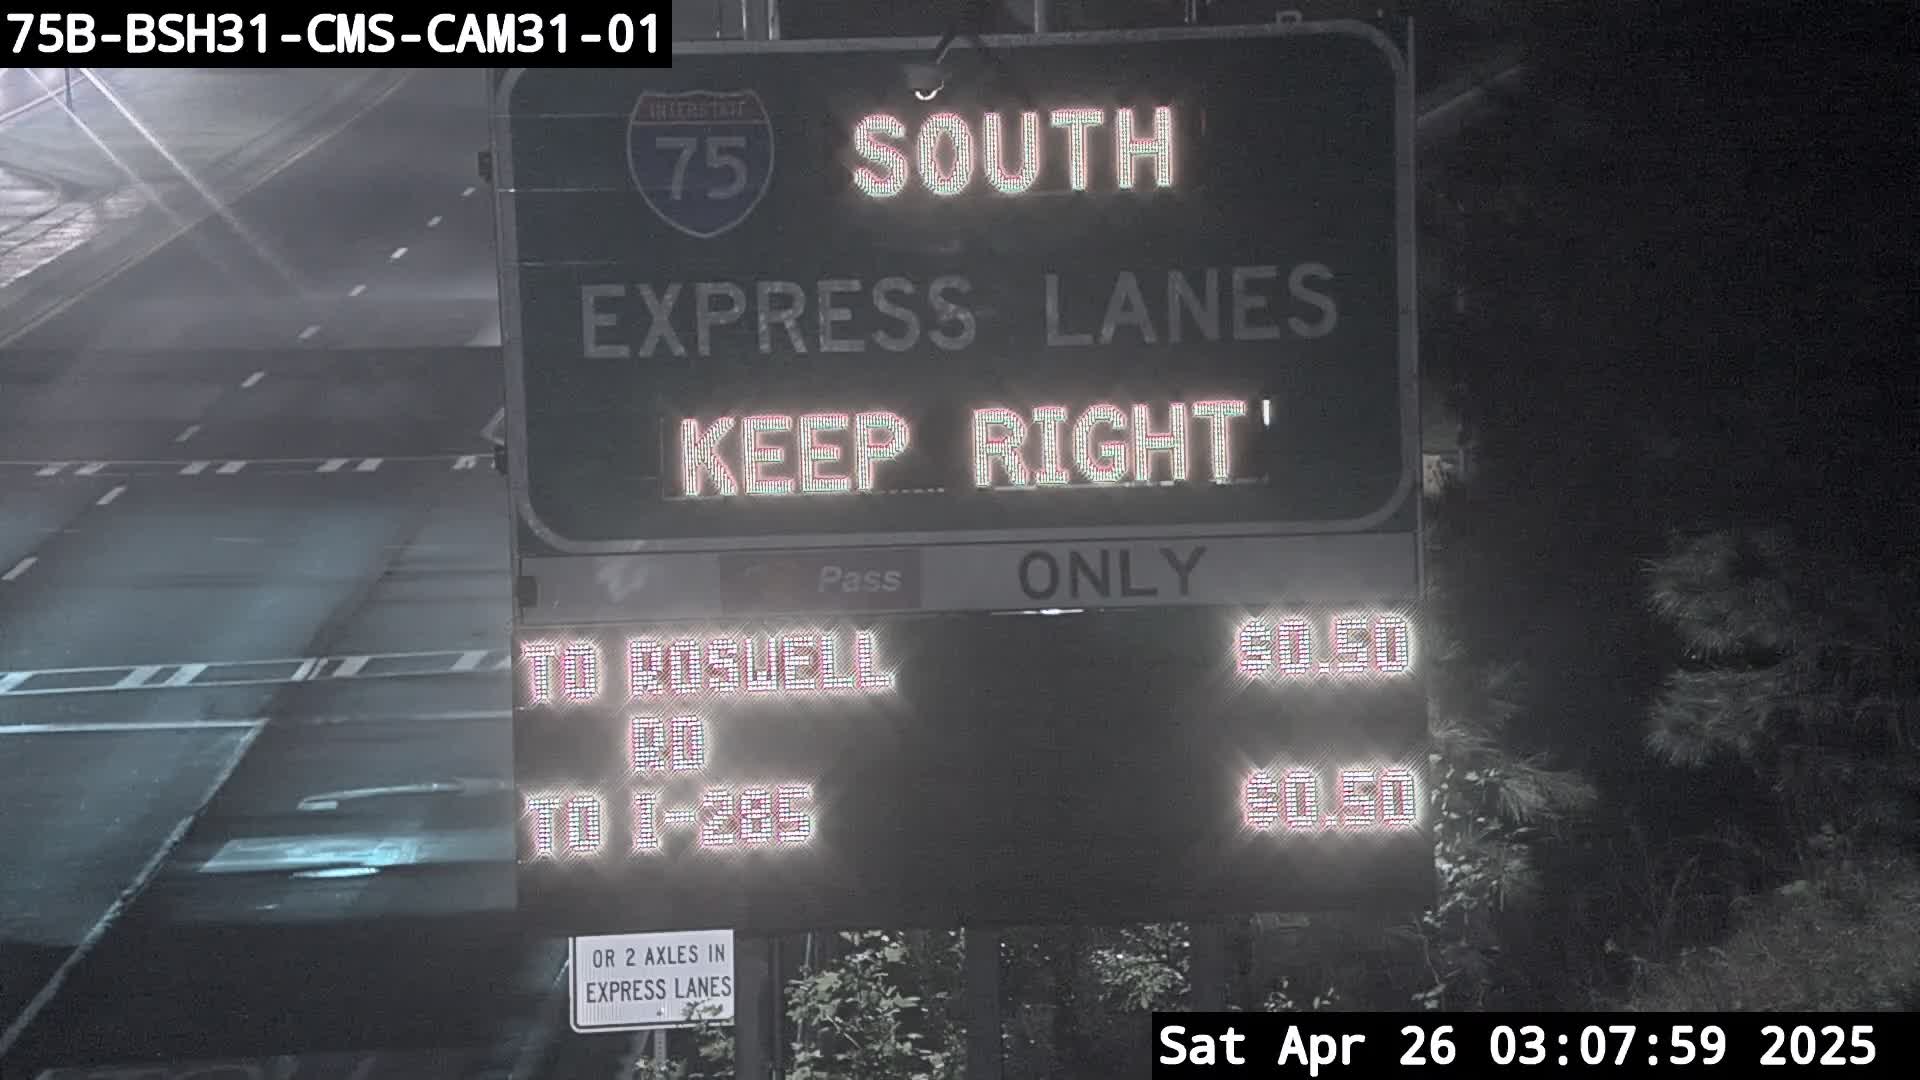 75B-BSH31-CMS-CAM31-01
INTERSTATE
75
SOUTH
EXPRESS LANES
KEEP RIGHT
Pass ONLY
TO ROSWELL $0.50
RD
TO I-285 $0.50
OR 2 AXLES IN
EXPRESS LANES
Sat Apr 26 03:07:59 2025